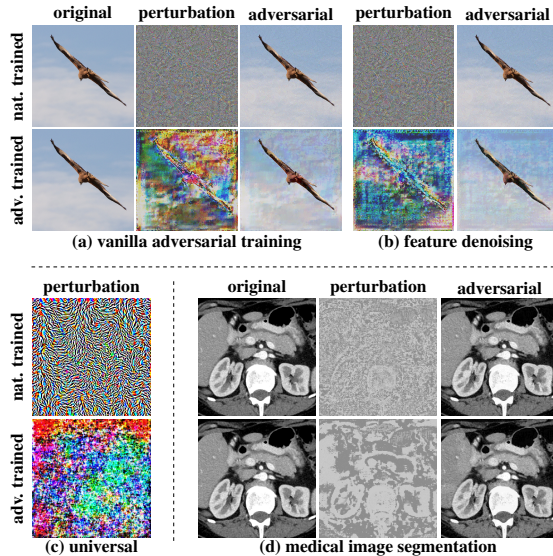 original perturbation adversarial perturbation adversarial
nat. trained
adv. trained
(a) vanilla adversarial training (b) feature denoising
perturbation original perturbation adversarial
nat. trained
adv. trained
(c) universal (d) medical image segmentation